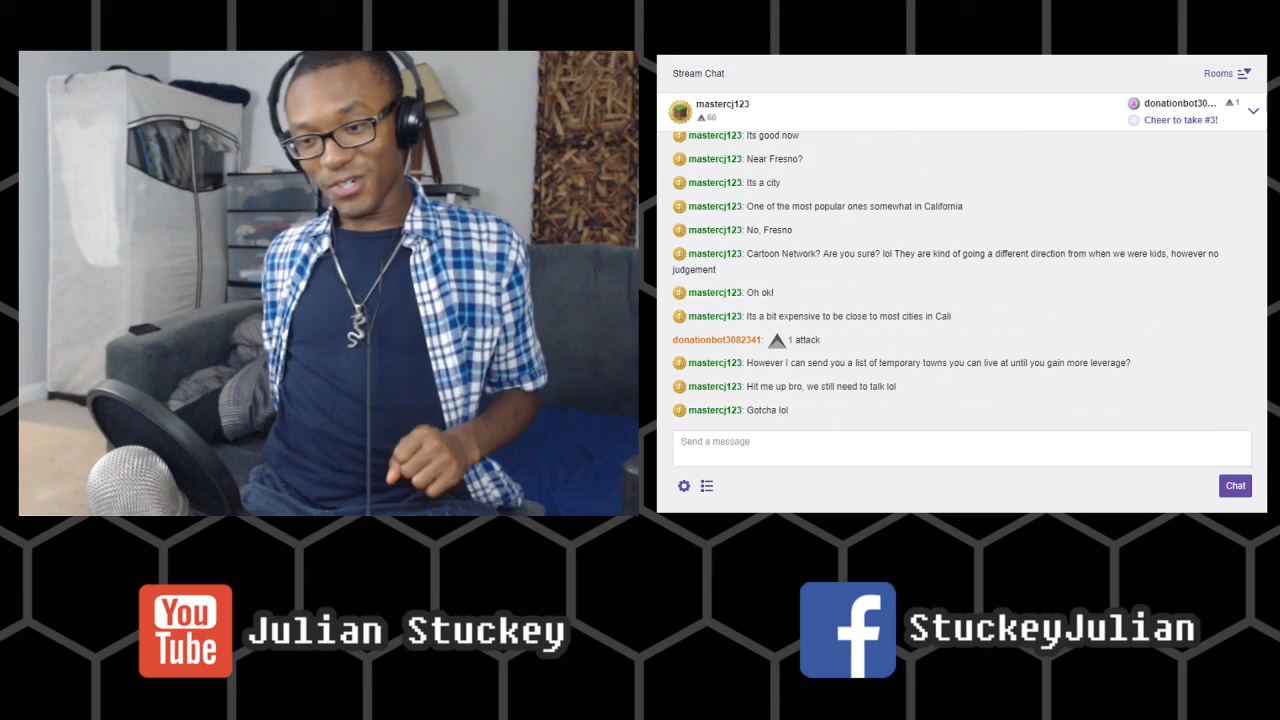 Stream Chat
Rooms
mastercj123
60
donationbot30... 1
Cheer to take #3!
mastercj123: Its good now
mastercj123: Near Fresno?
mastercj123: Its a city
mastercj123: One of the most popular ones somewhat in California
mastercj123: No, Fresno
mastercj123: Cartoon Network? Are you sure? lol They are kind of going a different direction from when we were kids, however no
judgement
mastercj123: Oh ok!
mastercj123: Its a bit expensive to be close to most cities in Cali
donationbot3082341: 1 attack
mastercj123: However I can send you a list of temporary towns you can live at until you gain more leverage?
mastercj123: Hit me up bro, we still need to talk lol
mastercj123: Gotcha lol
Send a message
Chat
You
Tube
Julian Stuckey
f
StuckeyJulian